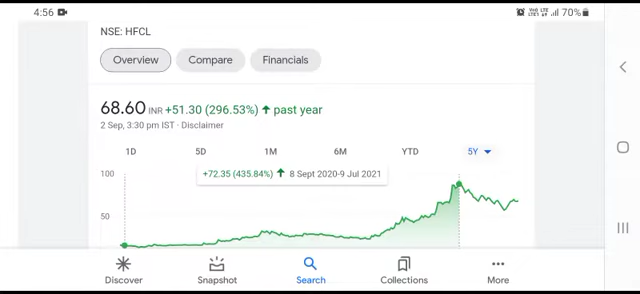 4:56
70%
NSE: HFCL
Overview Compare Financials
68.60 INR +51.30 (296.53%) ↑ past year
2 Sep, 3:30 pm IST · Disclaimer
1D 5D 1M 6M YTD 5Y
+72.35 (435.84%) ↑ 8 Sept 2020-9 Jul 2021
100
50
Discover Snapshot Search Collections More